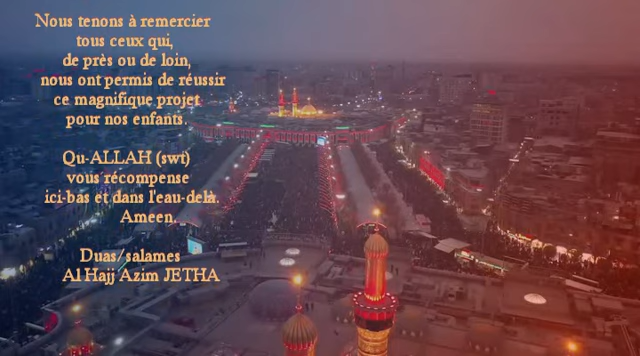 Nous tenons à remercier
tous ceux qui,
de près ou de loin,
nous ont permis de réussir
ce magnifique projet
pour nos enfants.
Qu-ALLAH (swt)
vous récompense
ici-bas et dans l'eau-delà.
Ameen.
Duas/salames
Al Hajj Azim JETHA